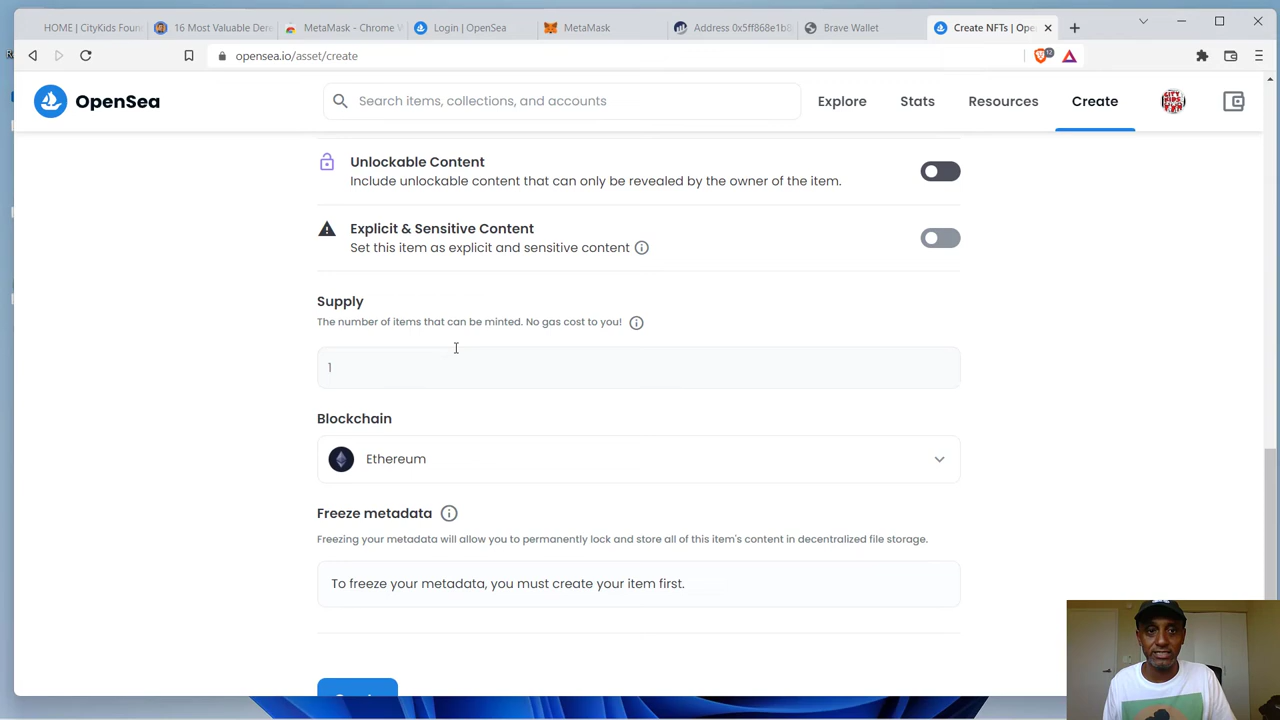 HOME | CityKids Foun
16 Most Valuable Dere
MetaMask - Chrome V
Login | OpenSea
MetaMask
Address 0x5ff868e1b8
Brave Wallet
Create NFTs | Ope
opensea.io/asset/create
12
OpenSea
Search items, collections, and accounts
Explore
Stats
Resources
Create
CITY KIDS
Unlockable Content
Include unlockable content that can only be revealed by the owner of the item.
Explicit & Sensitive Content
Set this item as explicit and sensitive content
Supply
The number of items that can be minted. No gas cost to you!
1
Blockchain
Ethereum
Freeze metadata
Freezing your metadata will allow you to permanently lock and store all of this item's content in decentralized file storage.
To freeze your metadata, you must create your item first.